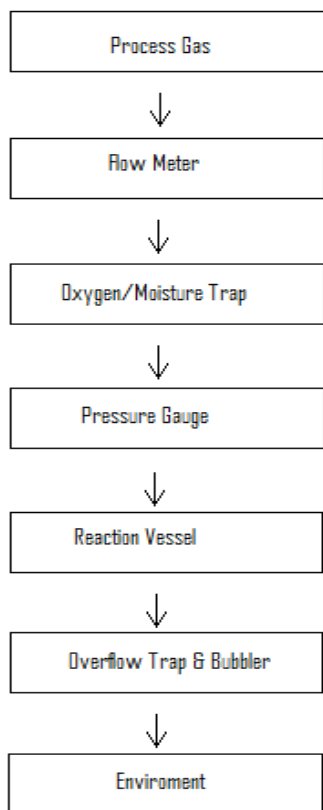 Process Gas
Flow Meter
Oxygen/Moisture Trap
Pressure Gauge
Reaction Vessel
Overflow Trap & Bubbler
Enviroment